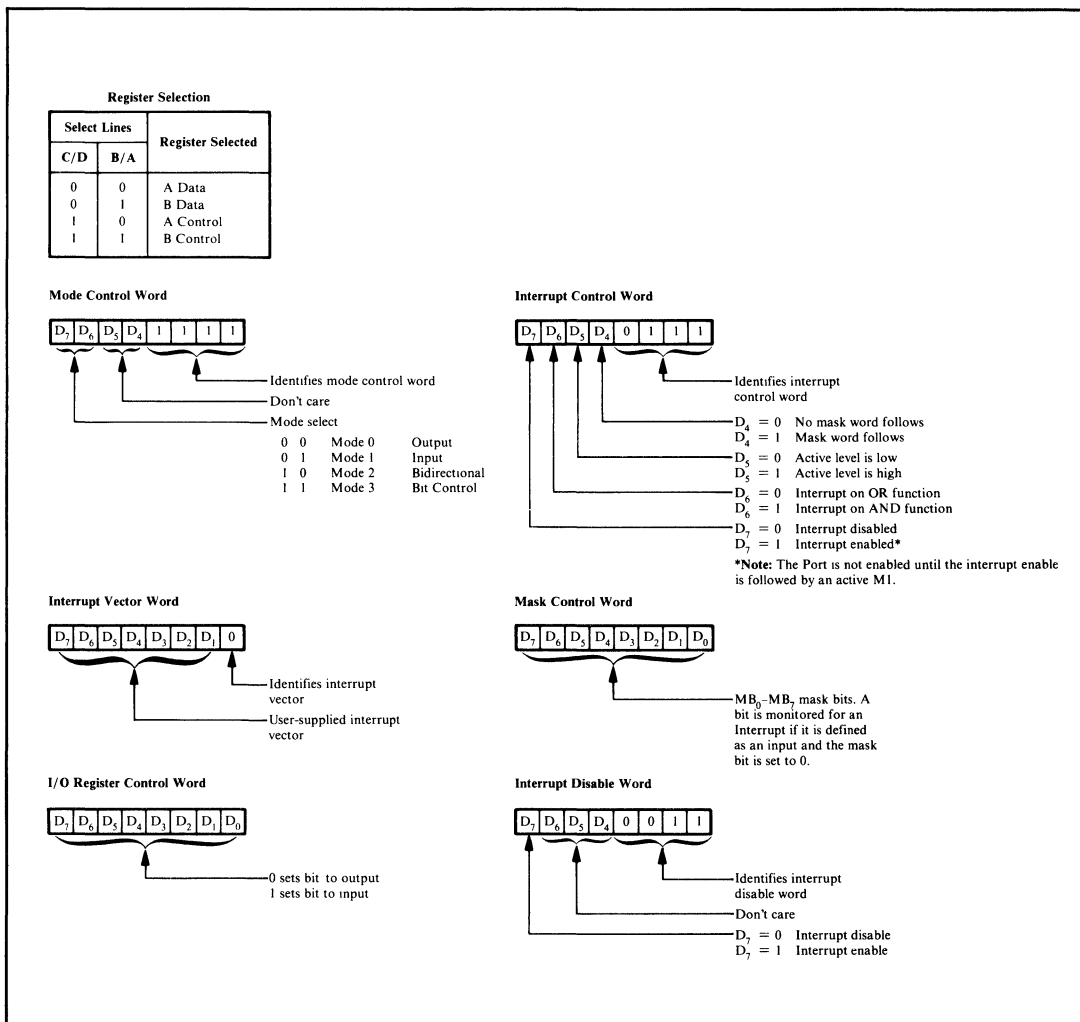 Register Selection
Select Lines
Register Selected
C/D B/A
0 0 A Data
0 1 B Data
1 0 A Control
1 1 B Control
Mode Control Word
D7 D6 D5 D4 1 1 1 1
Identifies mode control word
Don't care
Mode select
0 0 Mode 0 Output
0 1 Mode 1 Input
1 0 Mode 2 Bidirectional
1 1 Mode 3 Bit Control
Interrupt Control Word
D7 D6 D5 D4 0 1 1 1
Identifies interrupt
control word
D4 = 0 No mask word follows
D4 = 1 Mask word follows
D5 = 0 Active level is low
D5 = 1 Active level is high
D6 = 0 Interrupt on OR function
D6 = 1 Interrupt on AND function
D7 = 0 Interrupt disabled
D7 = 1 Interrupt enabled*
*Note: The Port is not enabled until the interrupt enable
is followed by an active M1.
Interrupt Vector Word
D7 D6 D5 D4 D3 D2 D1 0
Identifies interrupt
vector
User-supplied interrupt
vector
Mask Control Word
D7 D6 D5 D4 D3 D2 D1 D0
MB0-MB7 mask bits. A
bit is monitored for an
Interrupt if it is defined
as an input and the mask
bit is set to 0.
I/O Register Control Word
D7 D6 D5 D4 D3 D2 D1 D0
0 sets bit to output
1 sets bit to input
Interrupt Disable Word
D7 D6 D5 D4 0 0 1 1
Identifies interrupt
disable word
Don't care
D7 = 0 Interrupt disable
D7 = 1 Interrupt enable